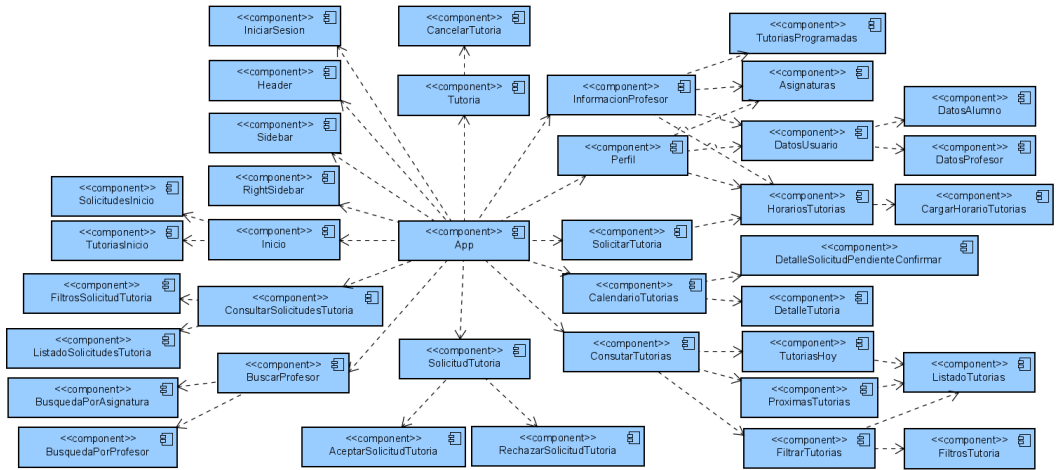 <<component>>
IniciarSesion
<<component>>
CancelarTutoria
<<component>>
TutoriasProgramadas
<<component>>
Header
<<component>>
Tutoria
<<component>>
InformacionProfesor
<<component>>
Asignaturas
<<component>>
DatosAlumno
<<component>>
Sidebar
<<component>>
Perfil
<<component>>
DatosUsuario
<<component>>
DatosProfesor
<<component>>
SolicitudesInicio
<<component>>
RightSidebar
<<component>>
HorariosTutorias
<<component>>
CargarHorarioTutorias
<<component>>
TutoriasInicio
<<component>>
Inicio
<<component>>
App
<<component>>
SolicitarTutoria
<<component>>
DetalleSolicitudPendienteConfirmar
<<component>>
FiltrosSolicitudTutoria
<<component>>
ConsultarSolicitudesTutoria
<<component>>
CalendarioTutorias
<<component>>
DetalleTutoria
<<component>>
ListadoSolicitudesTutoria
<<component>>
BuscarProfesor
<<component>>
SolicitudTutoria
<<component>>
ConsutarTutorias
<<component>>
TutoriasHoy
<<component>>
ListadoTutorias
<<component>>
BusquedaPorAsignatura
<<component>>
ProximasTutorias
<<component>>
BusquedaPorProfesor
<<component>>
AceptarSolicitudTutoria
<<component>>
RechazarSolicitudTutoria
<<component>>
FiltrarTutorias
<<component>>
FiltrosTutoria